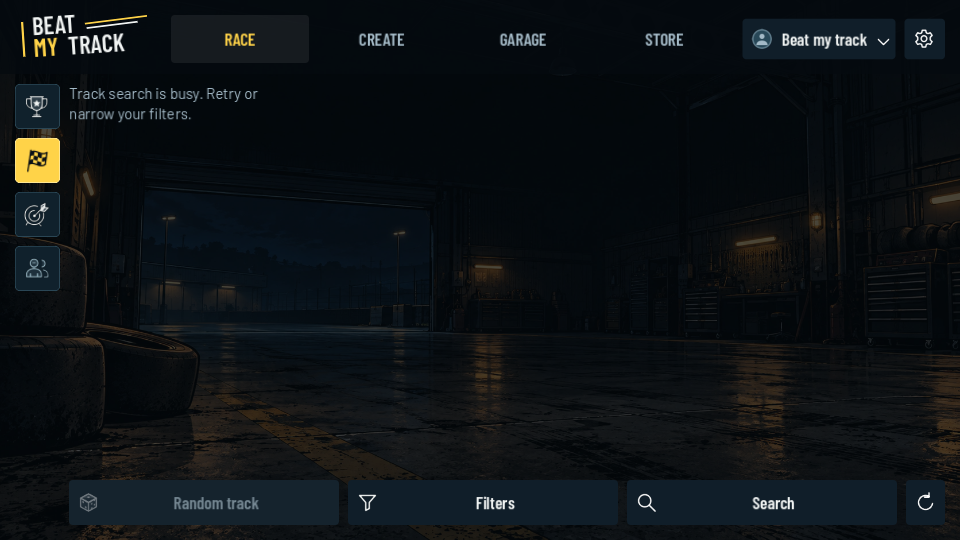 BEAT
MY TRACK
RACE
CREATE
GARAGE
STORE
Beat my track
Track search is busy. Retry or
narrow your filters.
Random track
Filters
Search